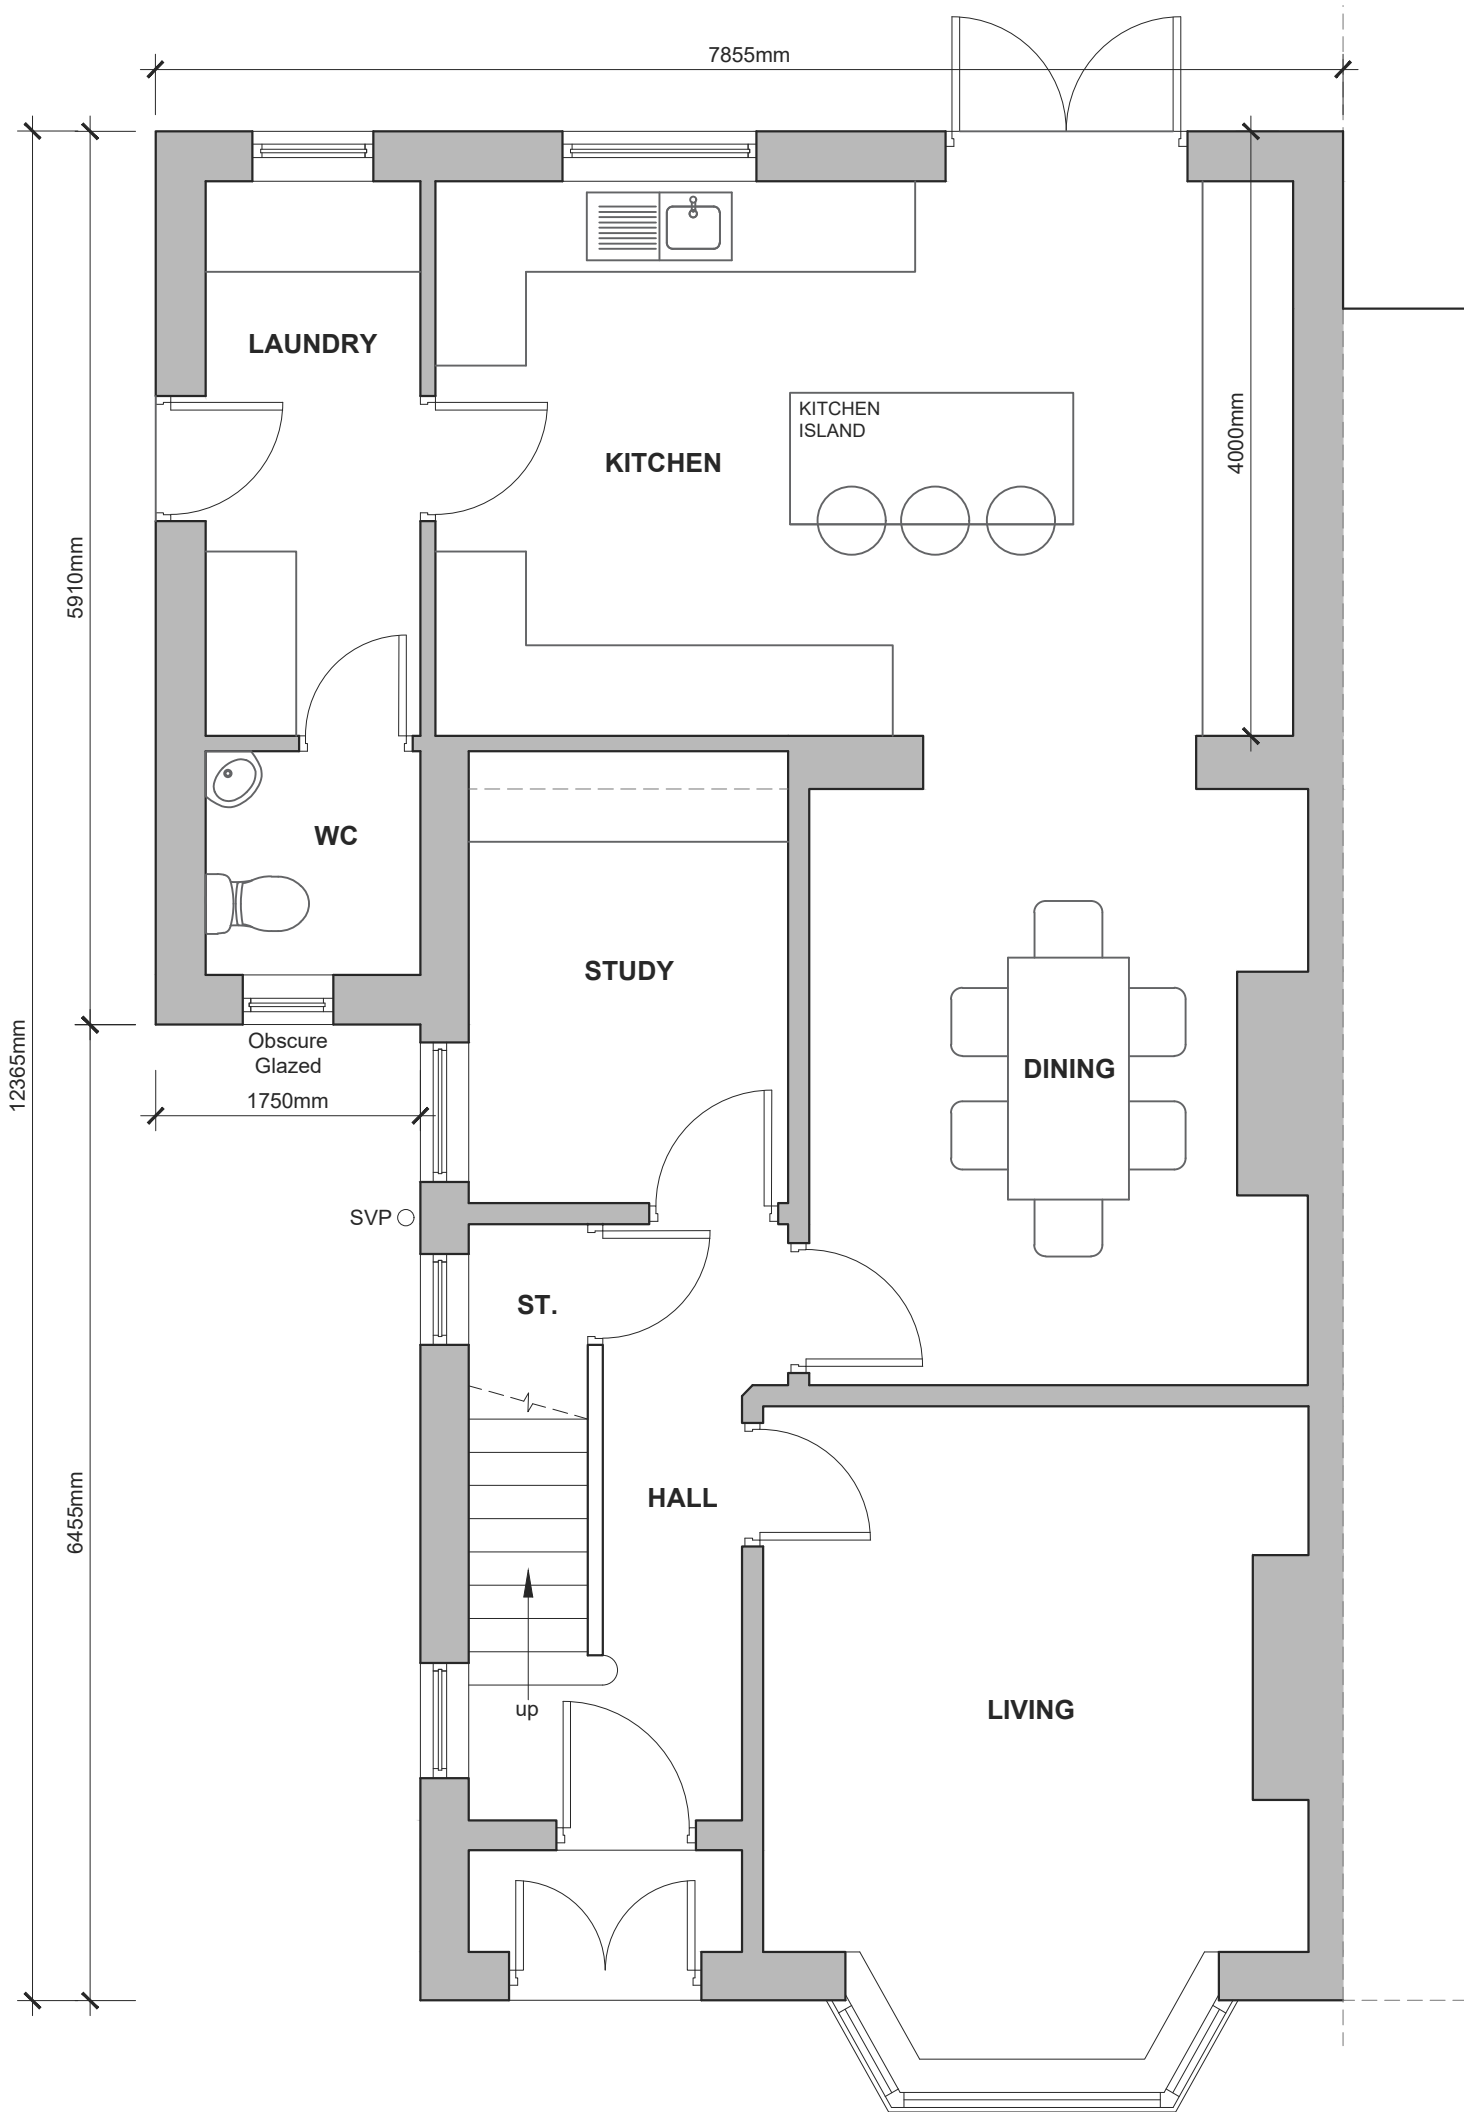 7855mm
LAUNDRY
KITCHEN
ISLAND
KITCHEN
4000mm
5910mm
WC
STUDY
Obscure
Glazed
12365mm
DINING
1750mm
SVP
ST.
HALL
6455mm
up
LIVING